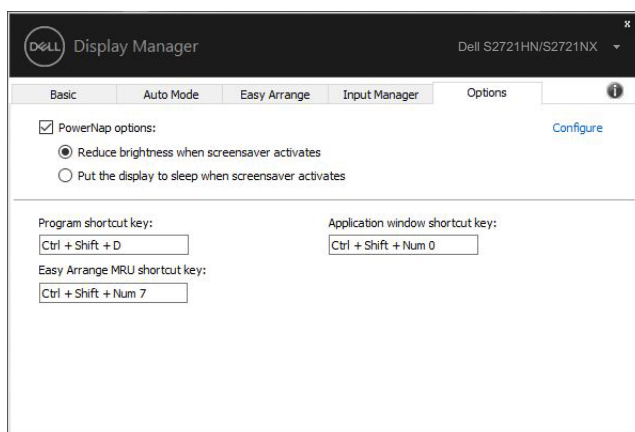 x
DELL Display Manager
Dell S2721HN/S2721NX
Basic Auto Mode Easy Arrange Input Manager Options
PowerNap options:
Configure
Reduce brightness when screensaver activates
Put the display to sleep when screensaver activates
Program shortcut key:
Application window shortcut key:
Ctrl + Shift + D
Ctrl + Shift + Num 0
Easy Arrange MRU shortcut key:
Ctrl + Shift + Num 7